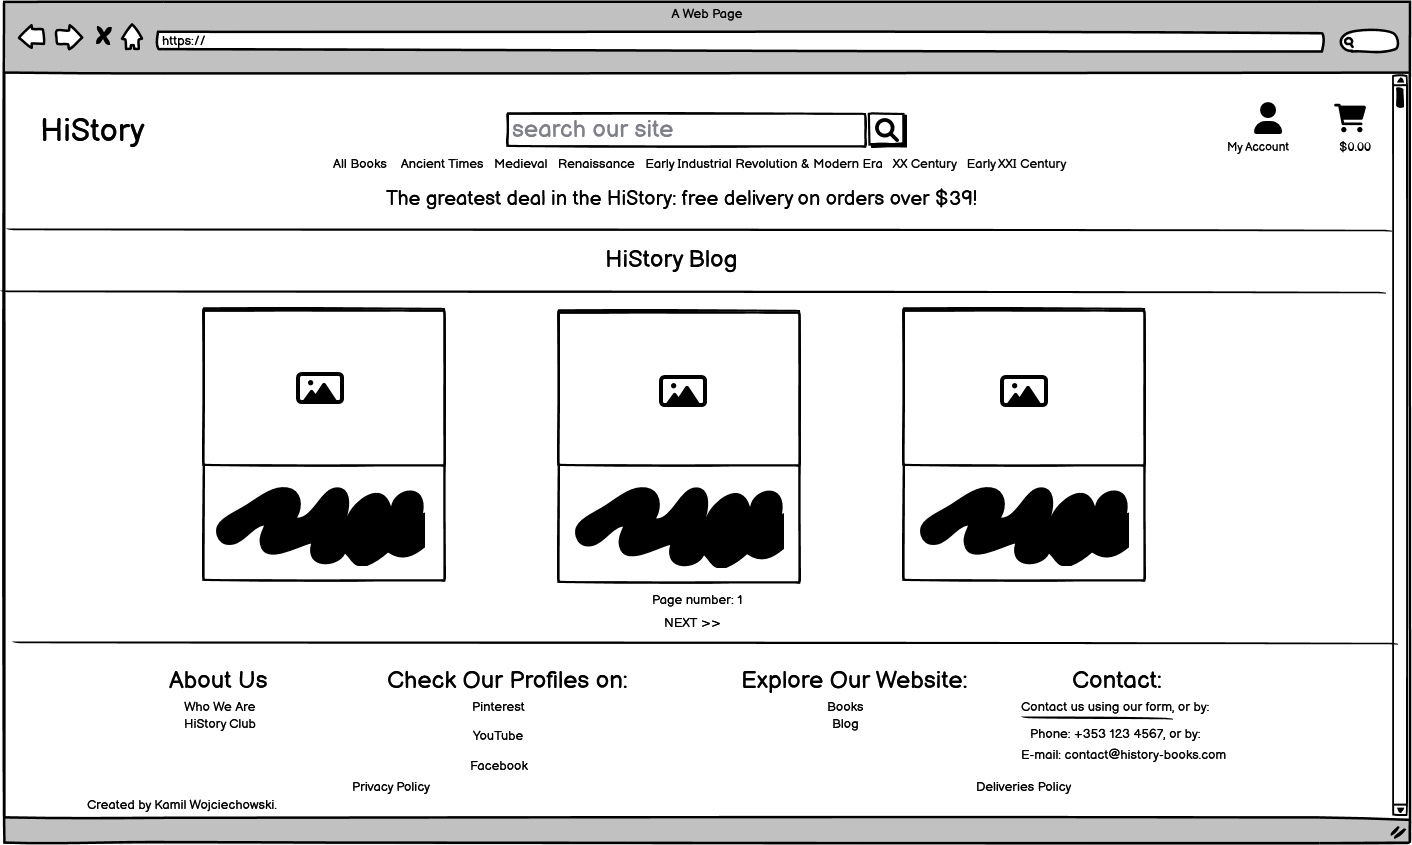 A Web Page
https://
HiStory
search our site
My Account
$0.00
All Books Ancient Times Medieval Renaissance Early Industrial Revolution & Modern Era XX Century Early XXI Century
The greatest deal in the HiStory: free delivery on orders over $39!
HiStory Blog
Page number: 1
NEXT >>
About Us
Who We Are
HiStory Club
Check Our Profiles on:
Pinterest
YouTube
Facebook
Explore Our Website:
Books
Blog
Contact:
Contact us using our form, or by:
Phone: +353 123 4567, or by:
E-mail: contact@history-books.com
Privacy Policy
Deliveries Policy
Created by Kamil Wojciechowski.